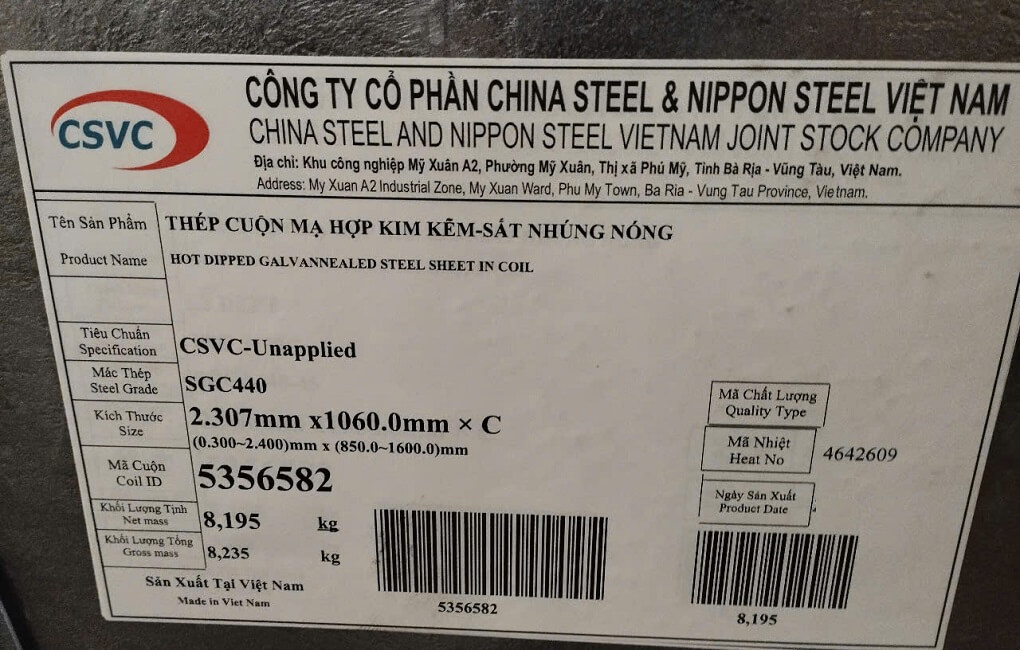 CSVC
CÔNG TY CỔ PHẦN CHINA STEEL & NIPPON STEEL VIỆT NAM
CHINA STEEL AND NIPPON STEEL VIETNAM JOINT STOCK COMPANY
Địa chỉ: Khu công nghiệp Mỹ Xuân A2, Phường Mỹ Xuân, Thị xã Phú Mỹ, Tỉnh Bà Rịa - Vũng Tàu, Việt Nam.
Address: My Xuan A2 Industrial Zone, My Xuan Ward, Phu My Town, Ba Ria - Vung Tau Province, Vietnam.
Tên Sản Phẩm THÉP CUỘN MẠ HỢP KIM KẼM-SẮT NHÚNG NÓNG
Product Name HOT DIPPED GALVANNEALED STEEL SHEET IN COIL
Tiêu Chuẩn
Specification CSVC-Unapplied
Mác Thép
Steel Grade SGC440
Kích Thước
Size
2.307mm x1060.0mm × C
(0.300~2.400)mm x (850.0~1600.0)mm
Mã Cuộn
Coil ID
5356582
Khối Lượng Tịnh
Net mass
8,195 kg
Khối Lượng Tổng
Gross mass
8,235 kg
Sản Xuất Tại Việt Nam
Made in Viet Nam
5356582
Mã Chất Lượng
Quality Type
Mã Nhiệt
Heat No
4642609
Ngày Sản Xuất
Product Date
8,195